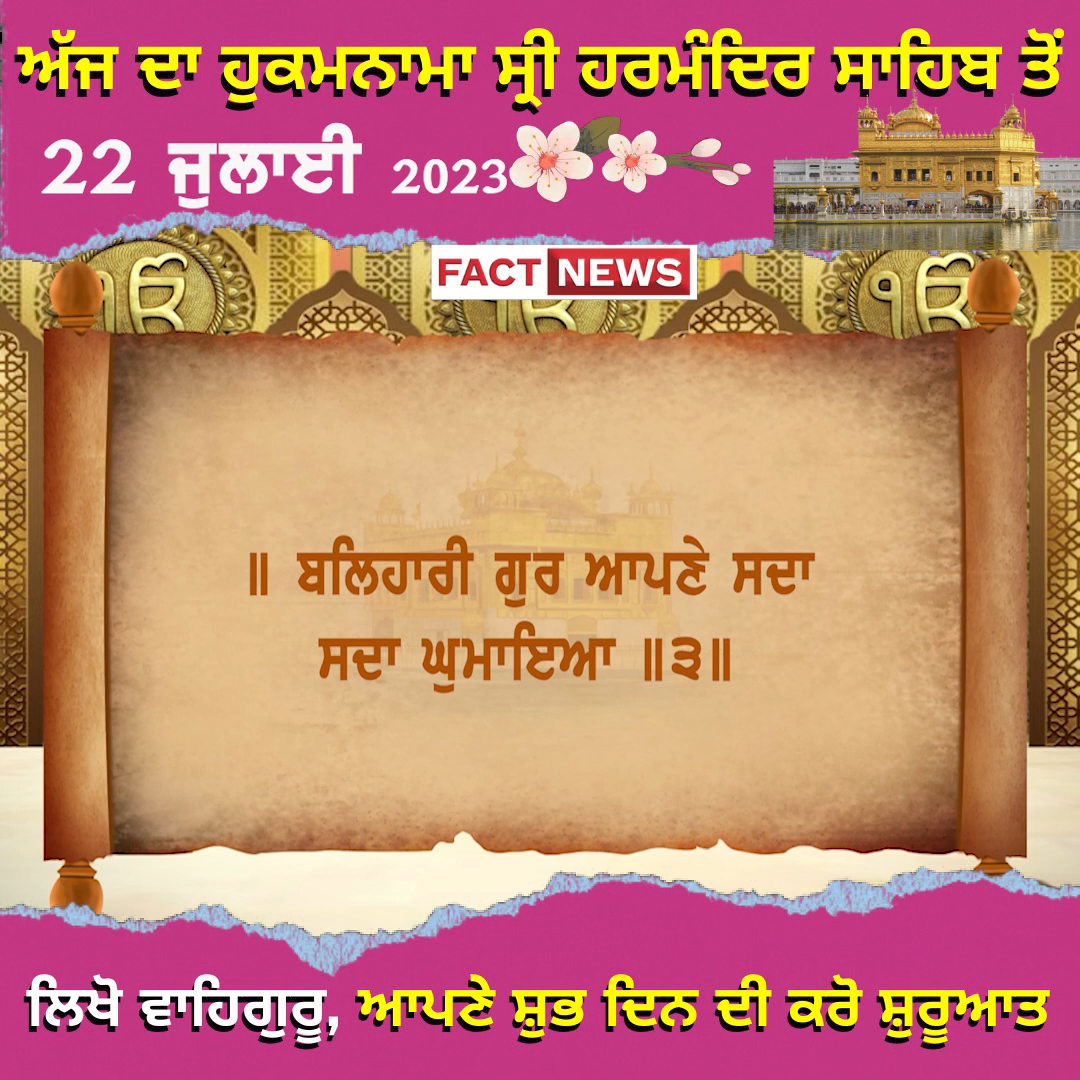 ਅੱਜ ਦਾ ਹੁਕਮਨਾਮਾ ਸ੍ਰੀ ਹਰਮੰਦਿਰ ਸਾਹਿਬ ਤੋਂ
22 ਜੁਲਾਈ 2023
FACT NEWS
॥ ਬਲਿਹਾਰੀ ਗੁਰ ਆਪਣੇ ਸਦਾ
ਸਦਾ ਘੁਮਾਇਆ ॥੩॥
ਲਿਖੋ ਵਾਹਿਗੁਰੂ, ਆਪਣੇ ਸ਼ੁਭ ਦਿਨ ਦੀ ਕਰੋ ਸ਼ੁਰੂਆਤ